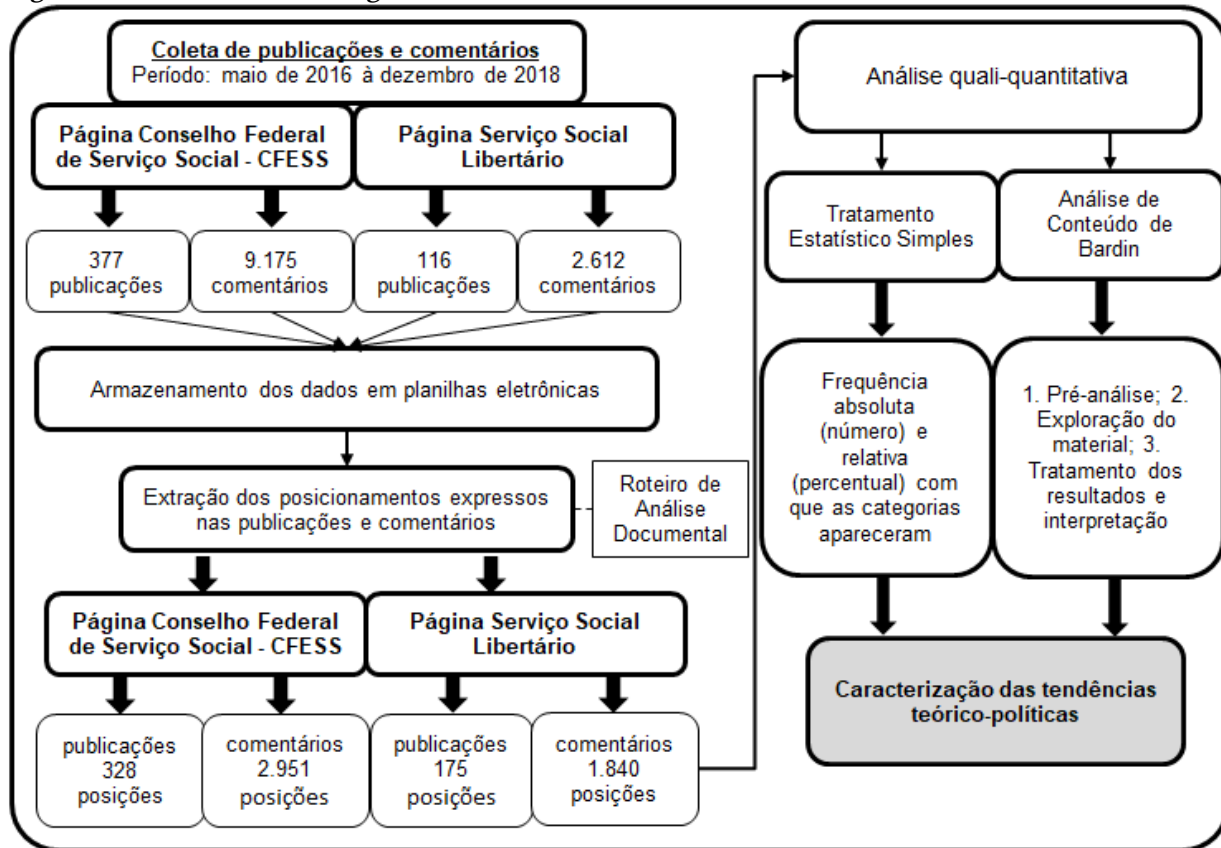 Coleta de publicações e comentários
Período: maio de 2016 à dezembro de 2018
Página Conselho Federal
de Serviço Social - CFESS
Página Serviço Social
Libertário
377
publicações
9.175
comentários
116
publicações
2.612
comentários
Armazenamento dos dados em planilhas eletrônicas
Extração dos posicionamentos expressos
nas publicações e comentários
Roteiro de
Análise
Documental
Página Conselho Federal
de Serviço Social - CFESS
Página Serviço Social
Libertário
publicações
328
posições
comentários
2.951
posições
publicações
175
posições
comentários
1.840
posições
Análise quali-quantitativa
Tratamento
Estatístico Simples
Análise de
Conteúdo de
Bardin
Frequência
absoluta
(número) e
relativa
(percentual) com
que as categorias
apareceram
1. Pré-análise; 2.
Exploração do
material; 3.
Tratamento dos
resultados e
interpretação
Caracterização das tendências
teórico-políticas